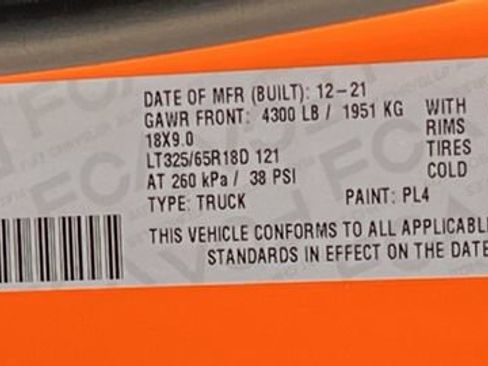 DATE OF MFR (BUILT): 12-21
GAWR FRONT: 4300 LB / 1951 KG WITH
18X9.0 RIMS
LT325/65R18D 121 TIRES
AT 260 kPa / 38 PSI COLD
TYPE: TRUCK PAINT: PL4
THIS VEHICLE CONFORMS TO ALL APPLICABL
STANDARDS IN EFFECT ON THE DATE